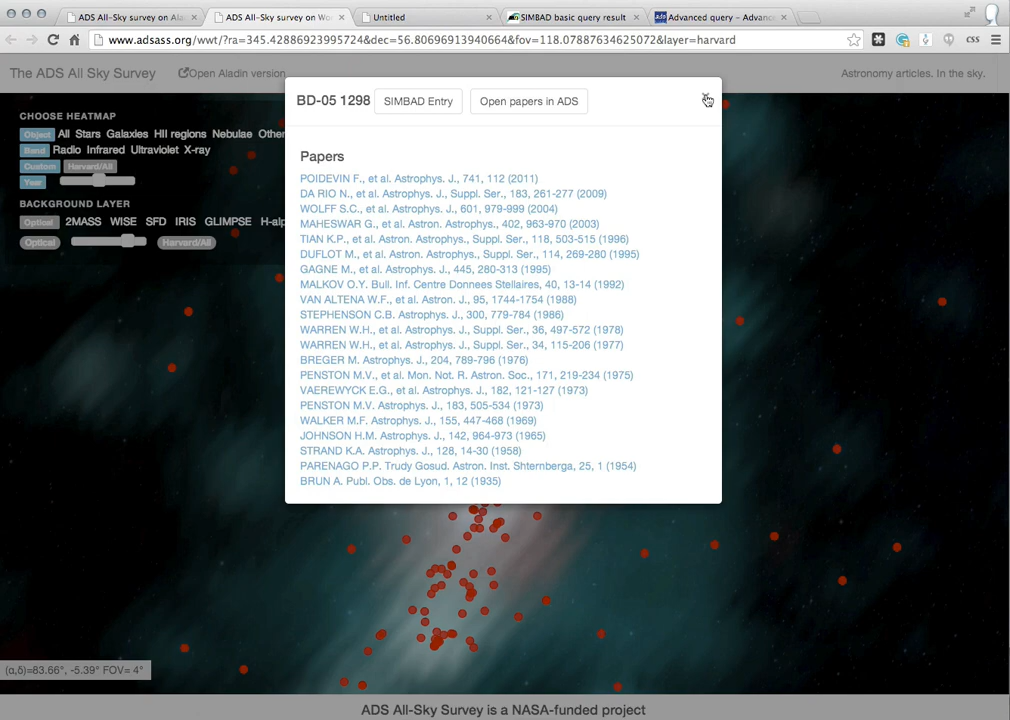 ADS All-Sky survey on Ala
ADS All-Sky survey on Wo
Untitled
SIMBAD basic query result
Advanced query – Advanc
www.adsass.org/wwt/?ra=345.42886923995724&dec=56.80696913940664&fov=118.07887634625072&layer=harvard
CSS
The ADS All Sky Survey
Open Aladin version
Astronomy articles. In the sky.
CHOOSE HEATMAP
Object All Stars Galaxies HII regions Nebulae Other
Band Radio Infrared Ultraviolet X-ray
Custom Harvard/All
Year
BACKGROUND LAYER
Optical 2MASS WISE SFD IRIS GLIMPSE H-alp
Optical Harvard/All
BD-05 1298 SIMBAD Entry Open papers in ADS
Papers
POIDEVIN F., et al. Astrophys. J., 741, 112 (2011)
DA RIO N., et al. Astrophys. J., Suppl. Ser., 183, 261-277 (2009)
WOLFF S.C., et al. Astrophys. J., 601, 979-999 (2004)
MAHESWAR G., et al. Astron. Astrophys., 402, 963-970 (2003)
TIAN K.P., et al. Astron. Astrophys., Suppl. Ser., 118, 503-515 (1996)
DUFLOT M., et al. Astron. Astrophys., Suppl. Ser., 114, 269-280 (1995)
GAGNE M., et al. Astrophys. J., 445, 280-313 (1995)
MALKOV O.Y. Bull. Inf. Centre Donnees Stellaires, 40, 13-14 (1992)
VAN ALTENA W.F., et al. Astron. J., 95, 1744-1754 (1988)
STEPHENSON C.B. Astrophys. J., 300, 779-784 (1986)
WARREN W.H., et al. Astrophys. J., Suppl. Ser., 36, 497-572 (1978)
WARREN W.H., et al. Astrophys. J., Suppl. Ser., 34, 115-206 (1977)
BREGER M. Astrophys. J., 204, 789-796 (1976)
PENSTON M.V., et al. Mon. Not. R. Astron. Soc., 171, 219-234 (1975)
VAEREWYCK E.G., et al. Astrophys. J., 182, 121-127 (1973)
PENSTON M.V. Astrophys. J., 183, 505-534 (1973)
WALKER M.F. Astrophys. J., 155, 447-468 (1969)
JOHNSON H.M. Astrophys. J., 142, 964-973 (1965)
STRAND K.A. Astrophys. J., 128, 14-30 (1958)
PARENAGO P.P. Trudy Gosud. Astron. Inst. Shternberga, 25, 1 (1954)
BRUN A. Publ. Obs. de Lyon, 1, 12 (1935)
(α,δ)=83.66°, -5.39° FOV= 4°
ADS All-Sky Survey is a NASA-funded project